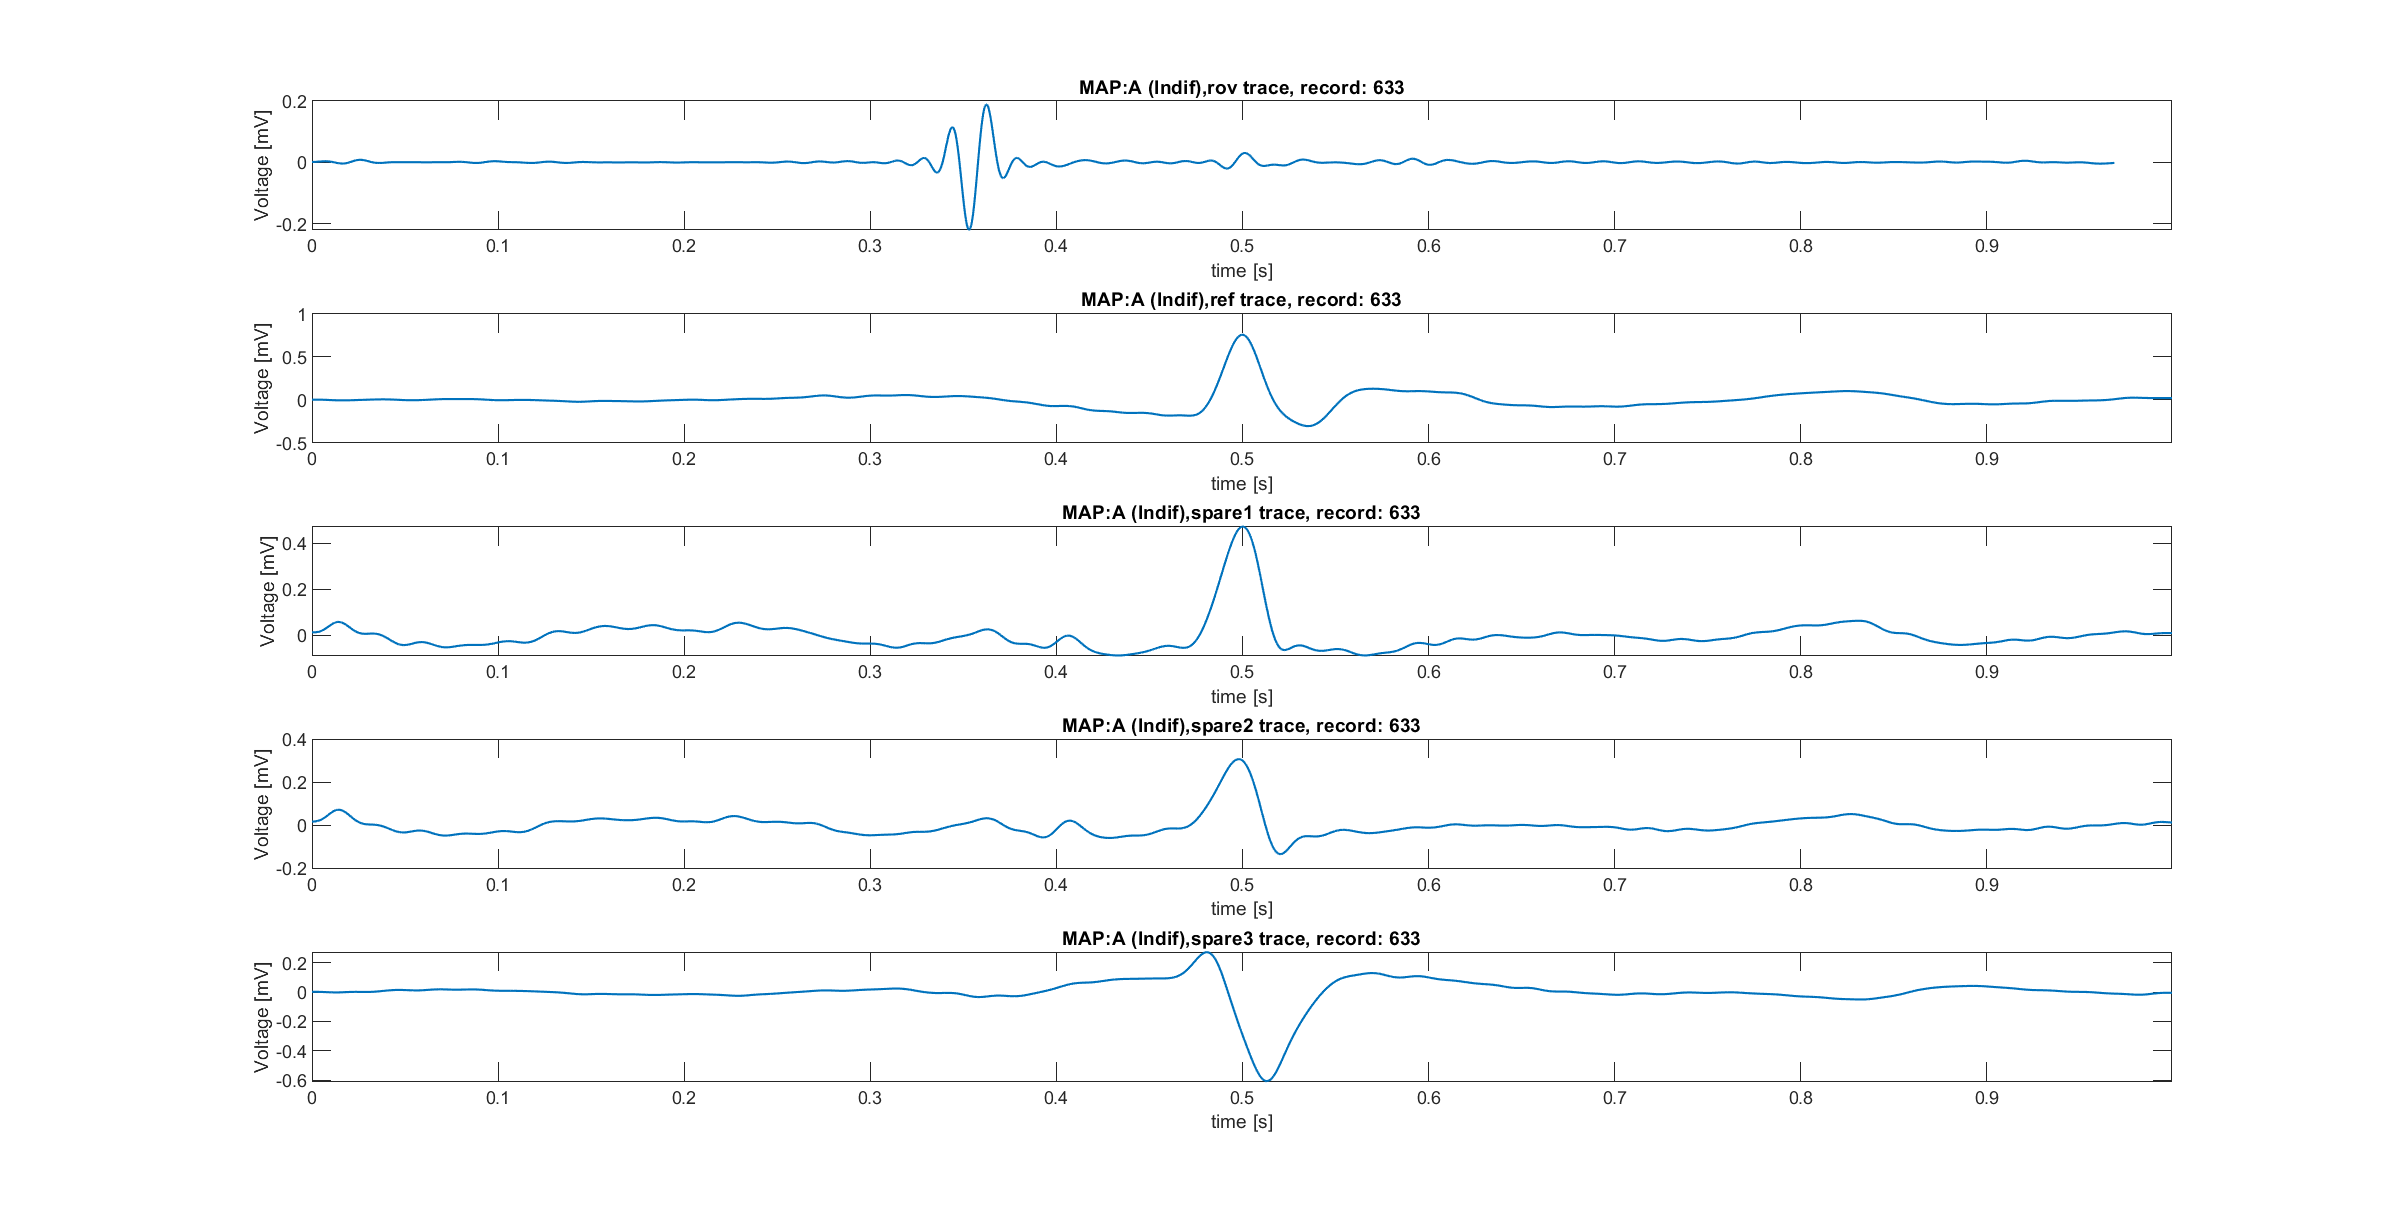 MAP:A (Indif),rov trace, record: 633
Voltage [mV]
0.2
0
-0.2
0 0.1 0.2 0.3 0.4 0.5 0.6 0.7 0.8 0.9
time [s]
MAP:A (Indif),ref trace, record: 633
Voltage [mV]
1
0.5
0
-0.5
0 0.1 0.2 0.3 0.4 0.5 0.6 0.7 0.8 0.9
time [s]
MAP:A (Indif),spare1 trace, record: 633
Voltage [mV]
0.4
0.2
0
0 0.1 0.2 0.3 0.4 0.5 0.6 0.7 0.8 0.9
time [s]
MAP:A (Indif),spare2 trace, record: 633
Voltage [mV]
0.4
0.2
0
-0.2
0 0.1 0.2 0.3 0.4 0.5 0.6 0.7 0.8 0.9
time [s]
MAP:A (Indif),spare3 trace, record: 633
Voltage [mV]
0.2
0
-0.2
-0.4
-0.6
0 0.1 0.2 0.3 0.4 0.5 0.6 0.7 0.8 0.9
time [s]